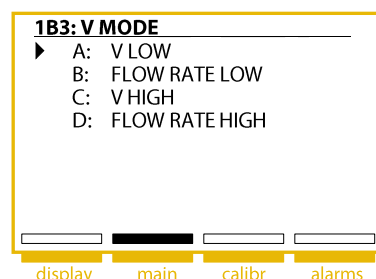 1B3: V MODE
A: V LOW
B: FLOW RATE LOW
C: V HIGH
D: FLOW RATE HIGH
display main calibr alarms